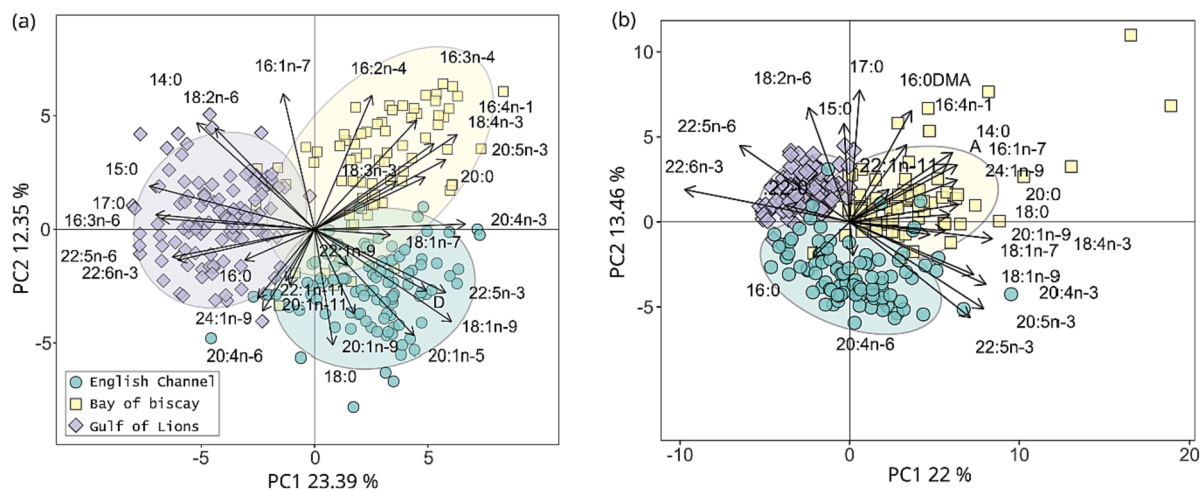 (a)
16:1n-7
16:2n-4
16:3n-4
14:0
18:2n-6
16:4n-1
18:4n-3
15:0
18:3n-3
20:5n-3
20:0
17:0
16:3n-6
20:4n-3
18:1n-7
22:5n-6
22:6n-3
16:0
22:1n-9
22:1n-11
20:1n-11
22:5n-3
D
24:1n-9
18:1n-9
20:4n-6
18:0
20:1n-9
20:1n-5
English Channel
Bay of biscay
Gulf of Lions
5
0
-5
-5
0
5
PC1 23.39 %
PC2 12.35 %
(b)
17:0
18:2n-6
16:0DMA
15:0
16:4n-1
22:5n-6
14:0
A
16:1n-7
22:6n-3
22:1n-11
24:1n-9
22:0
20:0
18:0
20:1n-9
18:4n-3
18:1n-7
16:0
18:1n-9
20:4n-3
20:4n-6
20:5n-3
22:5n-3
10
5
0
-5
-10
0
10
20
PC1 22 %
PC2 13.46 %